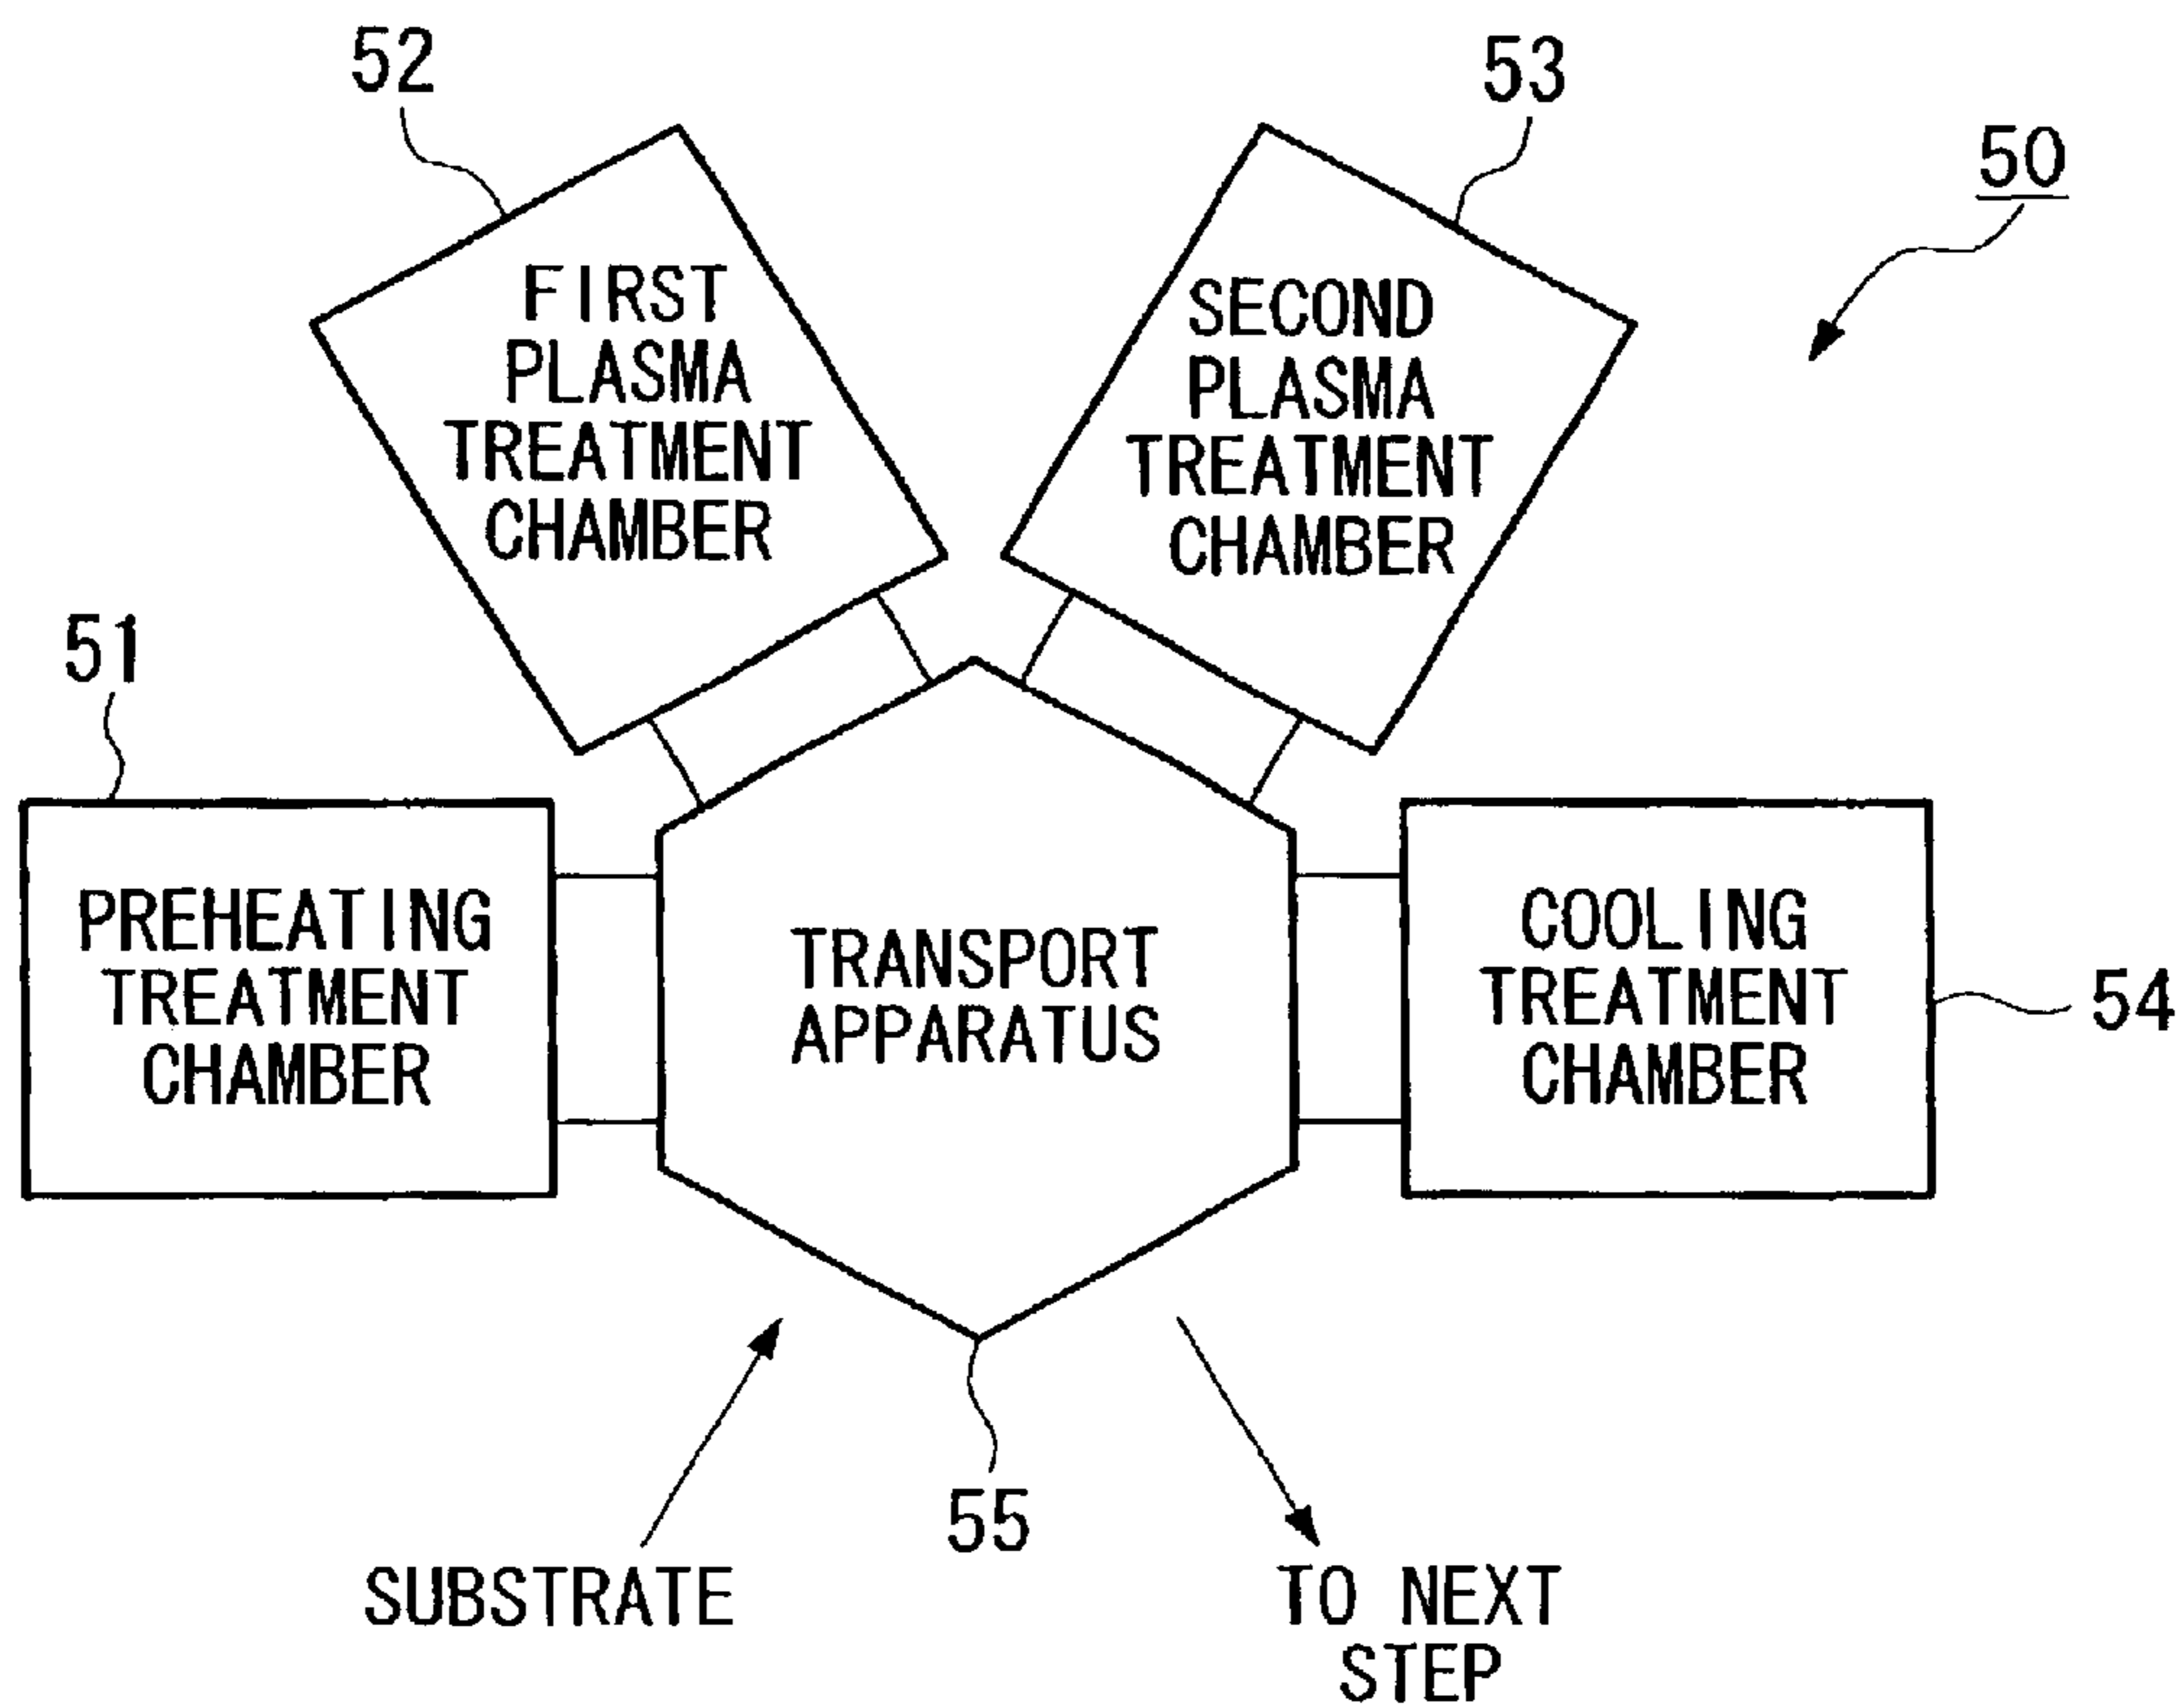 52
53
50
FIRST
PLASMA
TREATMENT
CHAMBER
SECOND
PLASMA
TREATMENT
CHAMBER
51
PREHEATING
TREATMENT
CHAMBER
TRANSPORT
APPARATUS
COOLING
TREATMENT
CHAMBER
54
55
SUBSTRATE
TO NEXT
STEP